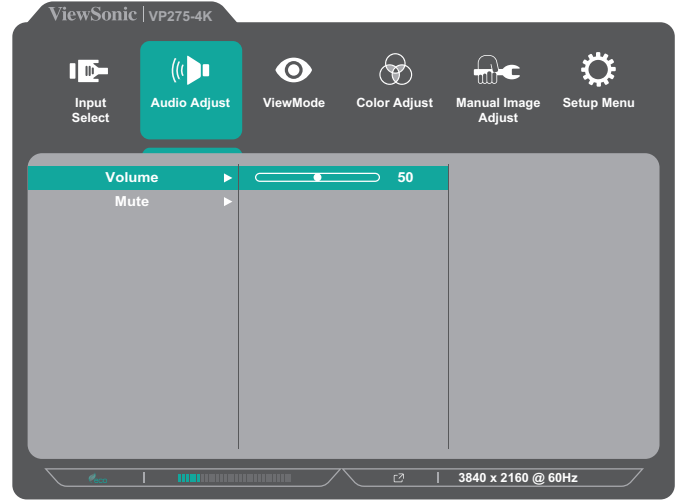 ViewSonic | VP275-4K
Input Select
Audio Adjust
ViewMode
Color Adjust
Manual Image Adjust
Setup Menu
Volume
50
Mute
eco
3840 x 2160 @ 60Hz